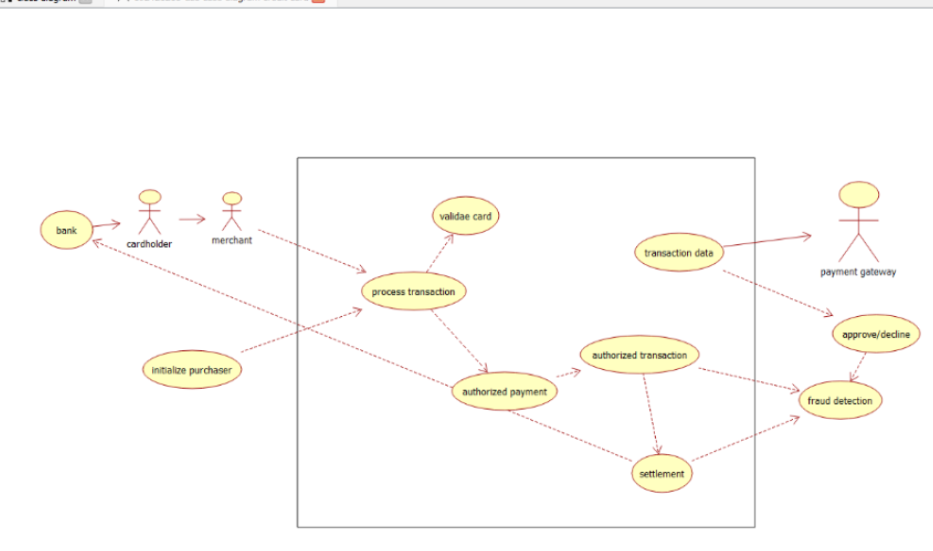 bank
cardholder
merchant
validae card
transaction data
payment gateway
process transaction
approve/decline
initialize purchaser
authorized transaction
authorized payment
fraud detection
settlement